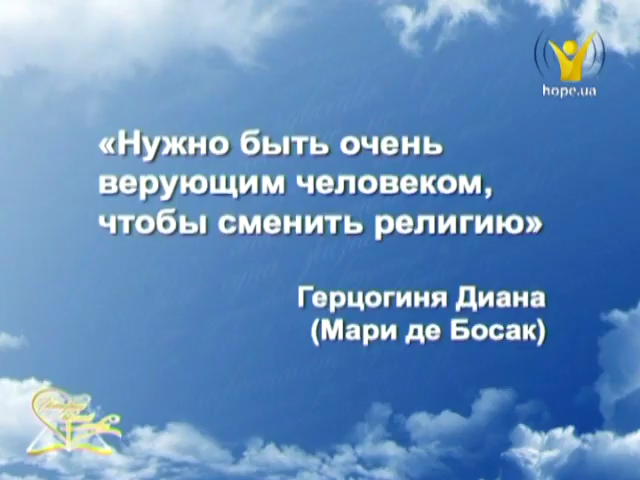 hope.ua
«Нужно быть очень
верующим человеком,
чтобы сменить религию»
Герцогиня Диана
(Мари де Босак)